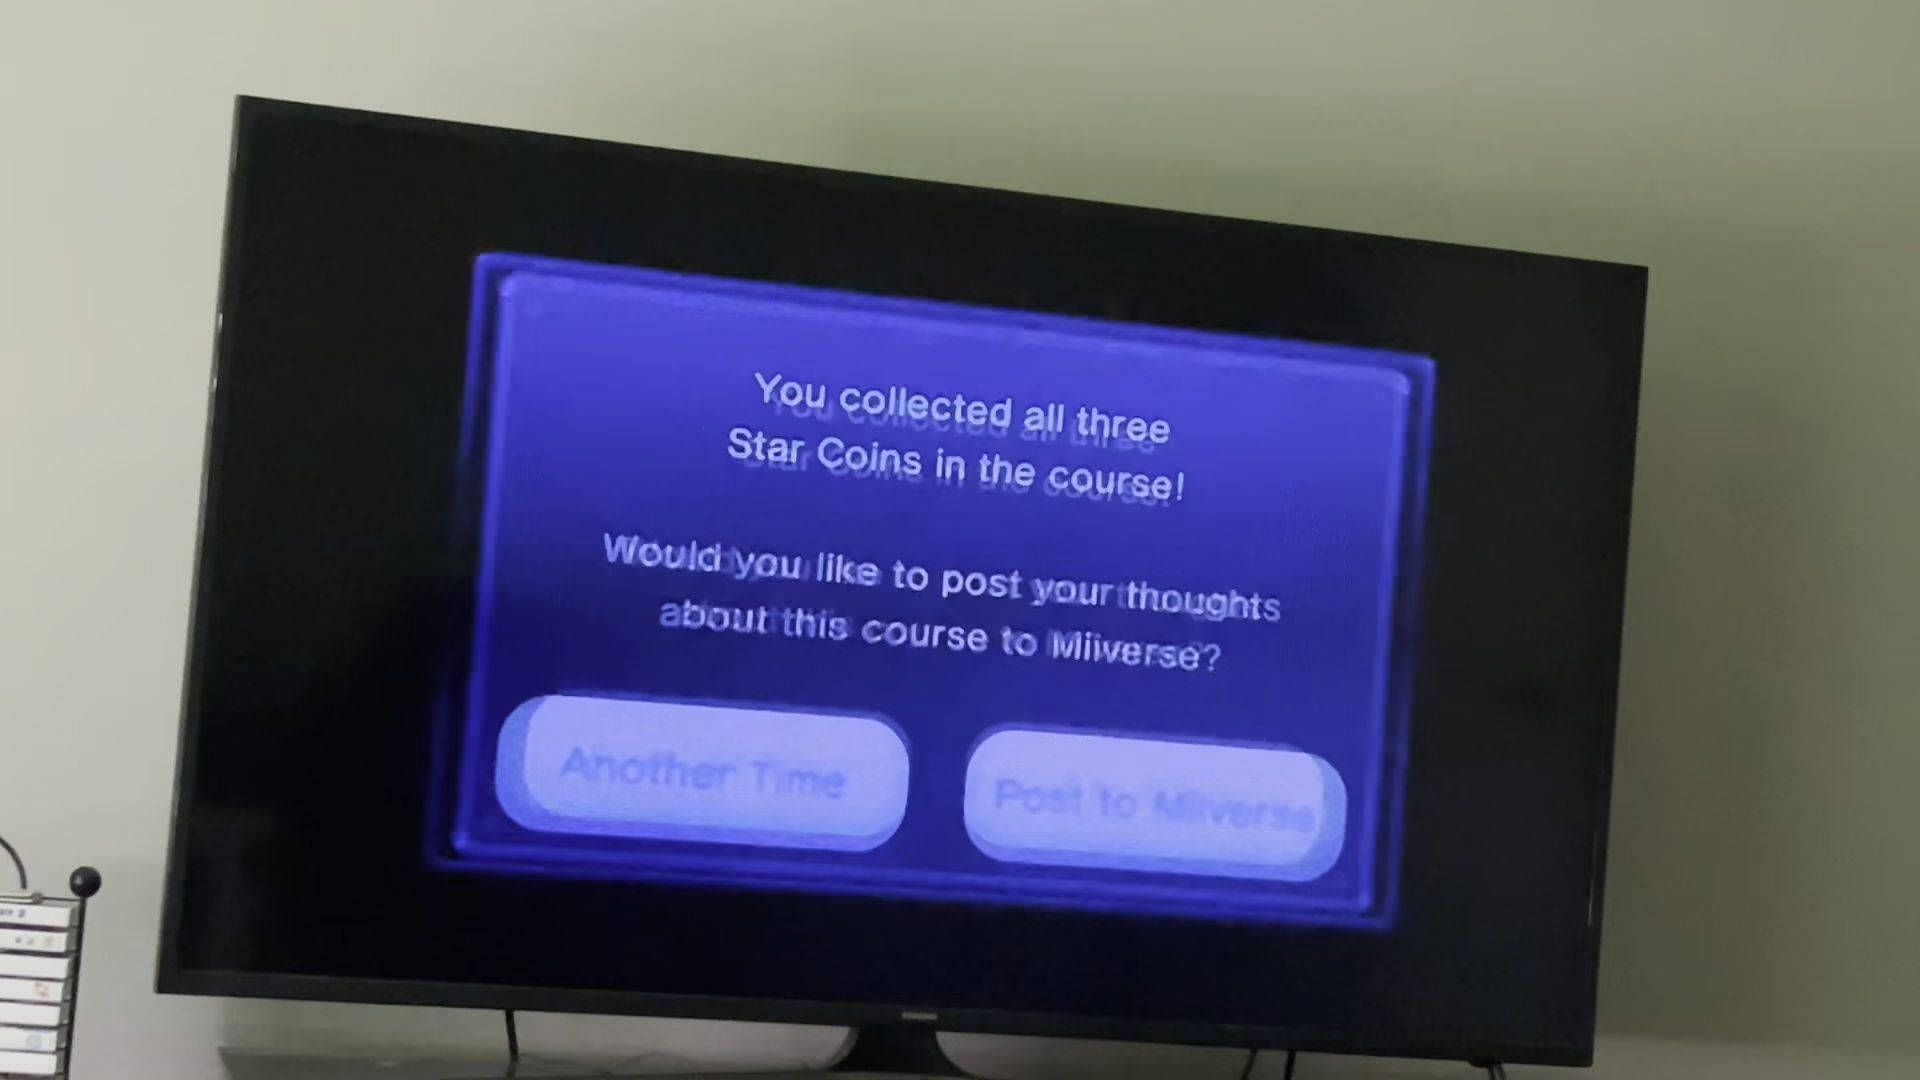 You collected all three
Star Coins in the course!
Would you like to post your thoughts
about this course to Miiverse?
Another Time
Post to Miiverse